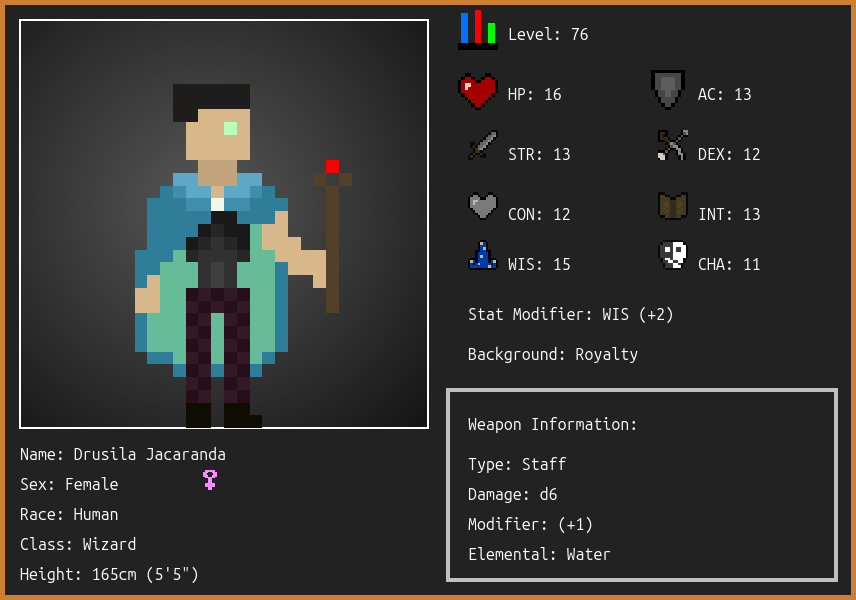 Level: 76
HP: 16
AC: 13
STR: 13
DEX: 12
CON: 12
INT: 13
WIS: 15
CHA: 11
Stat Modifier: WIS (+2)
Background: Royalty
Weapon Information:
Type: Staff
Damage: d6
Modifier: (+1)
Elemental: Water
Name: Drusila Jacaranda
Sex: Female
Race: Human
Class: Wizard
Height: 165cm (5'5")